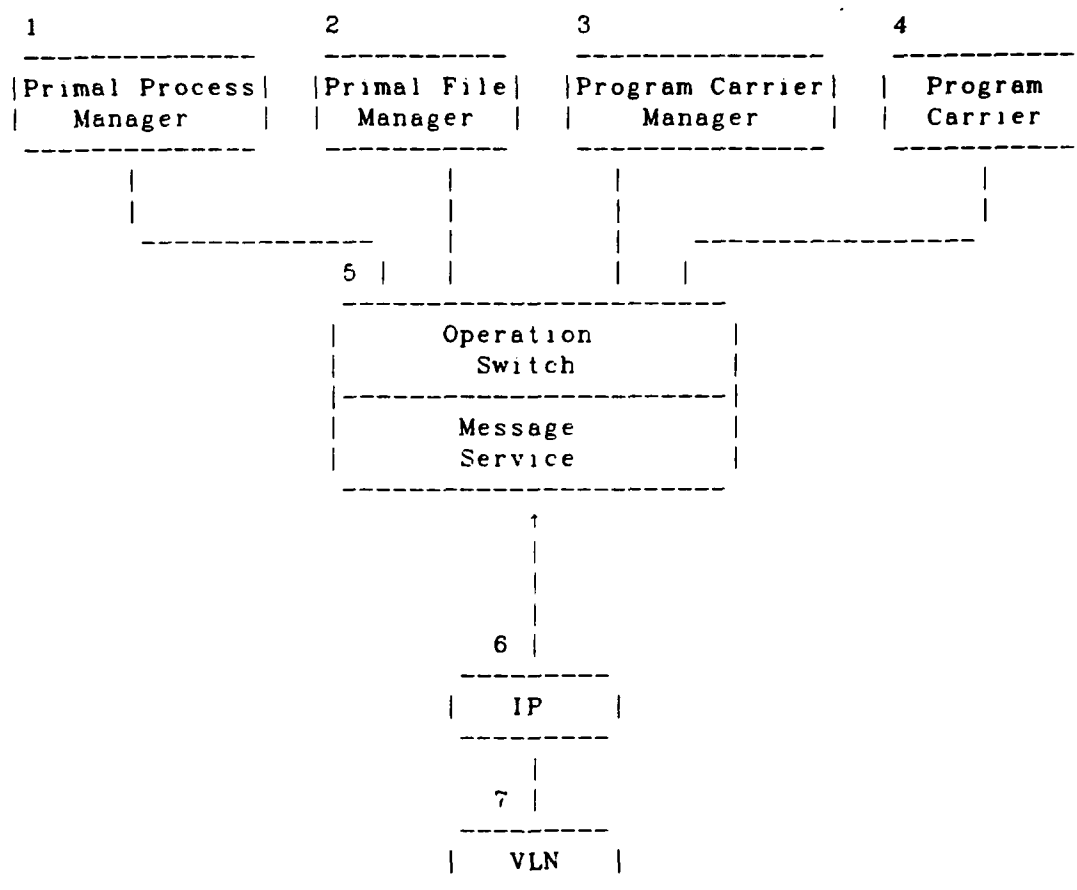 1 2 3 4
Primal Process Primal File Program Carrier Program
Manager Manager Manager Carrier
5
Operation
Switch
Message
Service
6
IP
7
VLN